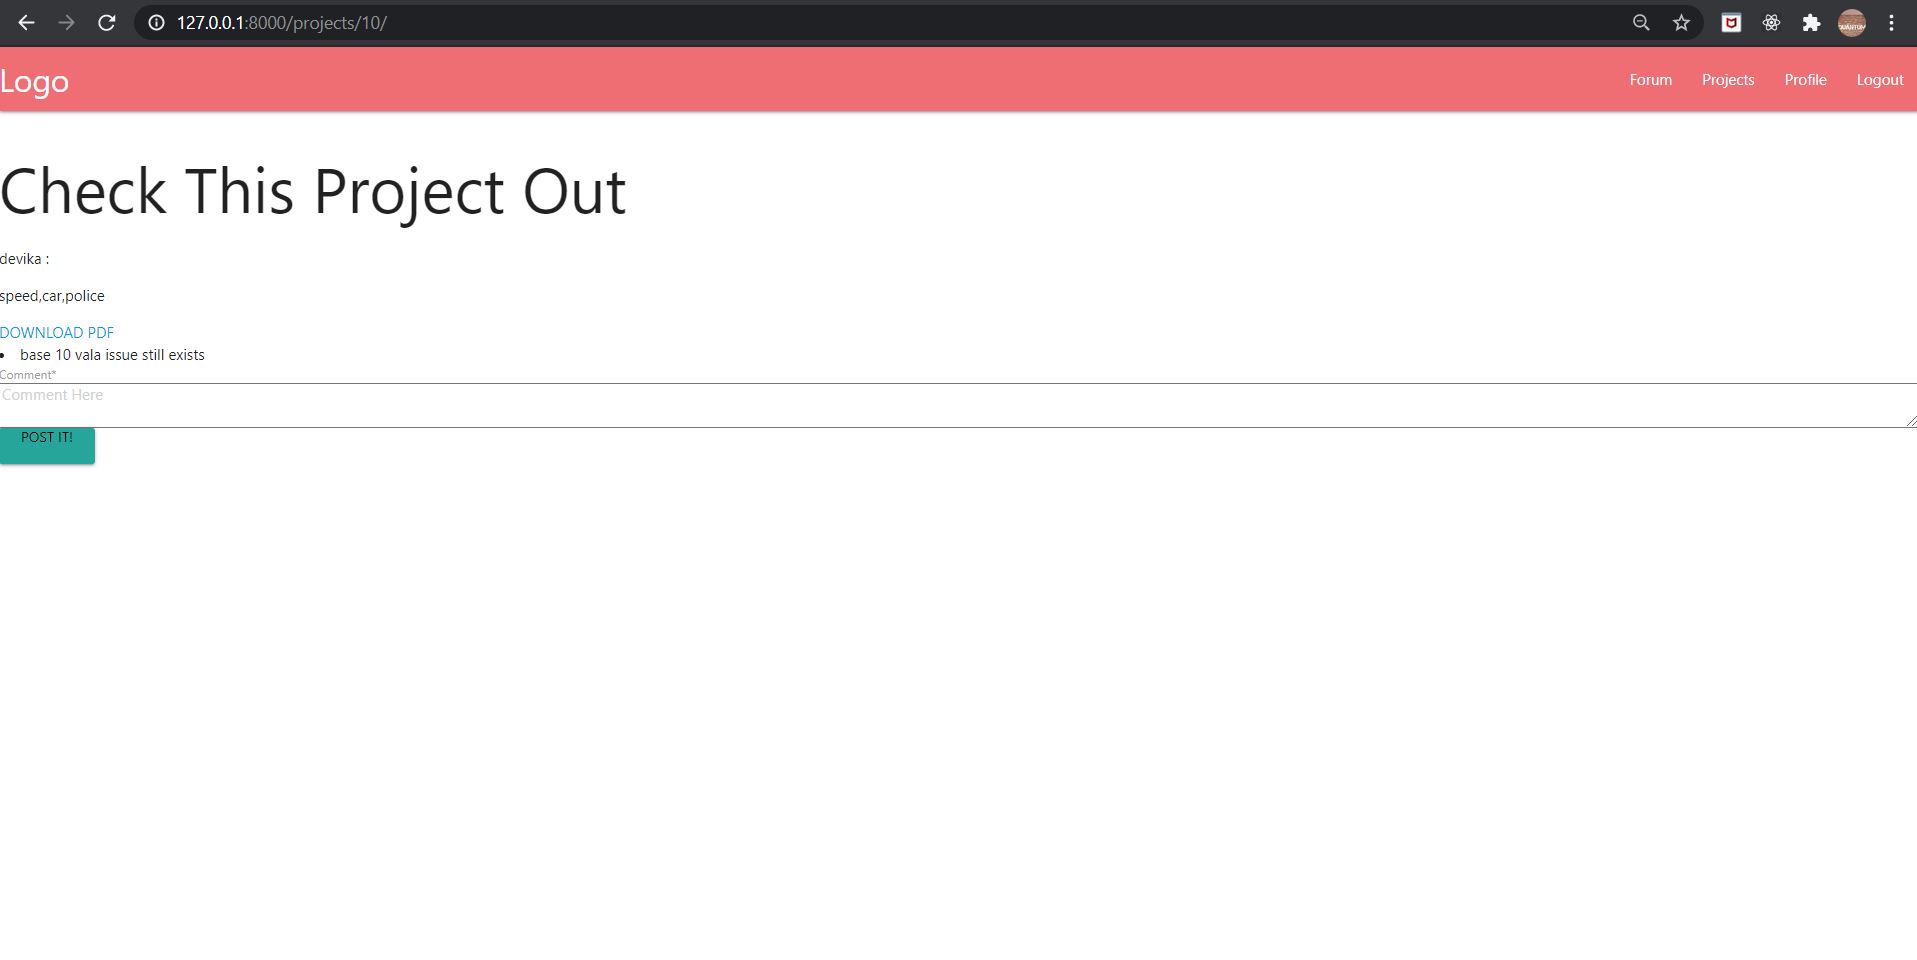 127.0.0.1:8000/projects/10/
Logo
Forum Projects Profile Logout
Check This Project Out
devika :
speed,car,police
DOWNLOAD PDF
base 10 vala issue still exists
Comment*
Comment Here
POST IT!